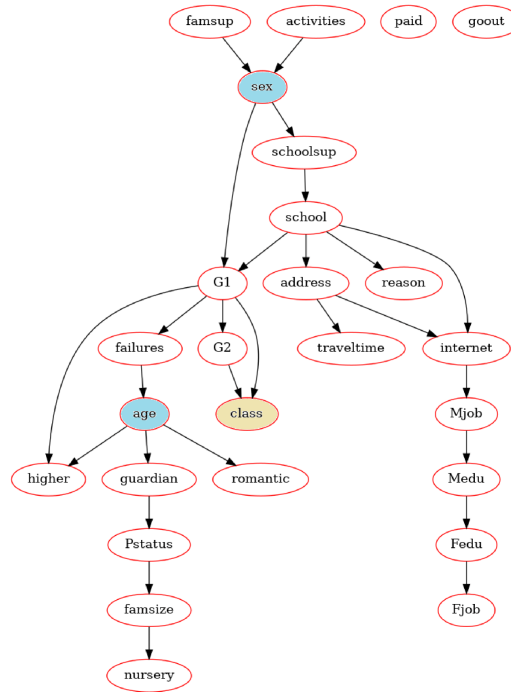 famsup
activities
paid
goout
sex
schoolsup
school
G1
address
reason
failures
G2
traveltime
internet
age
class
Mjob
higher
guardian
romantic
Medu
Pstatus
Fedu
famsize
Fjob
nursery